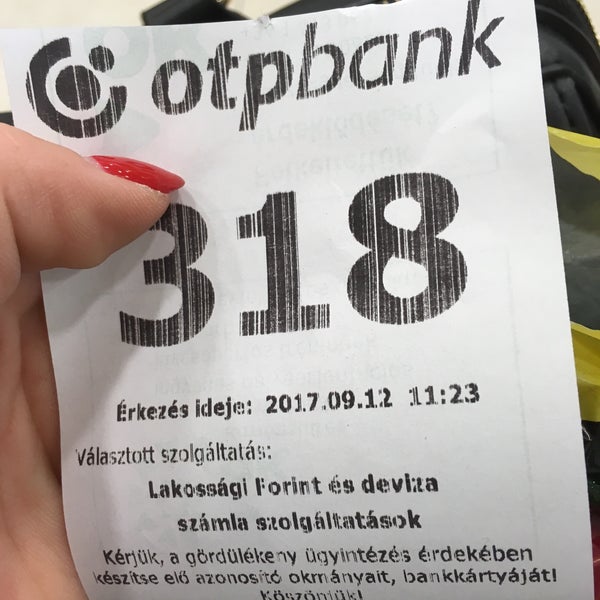 otpbank
318
Érkezés ideje: 2017.09.12 11:23
Választott szolgáltatás:
Lakossági Forint és deviza
számla szolgáltatások
Kérjük, a gördülékeny ügyintézés érdekében
készítse elő azonosító okmányait, bankkártyáját!
Köszönjük!